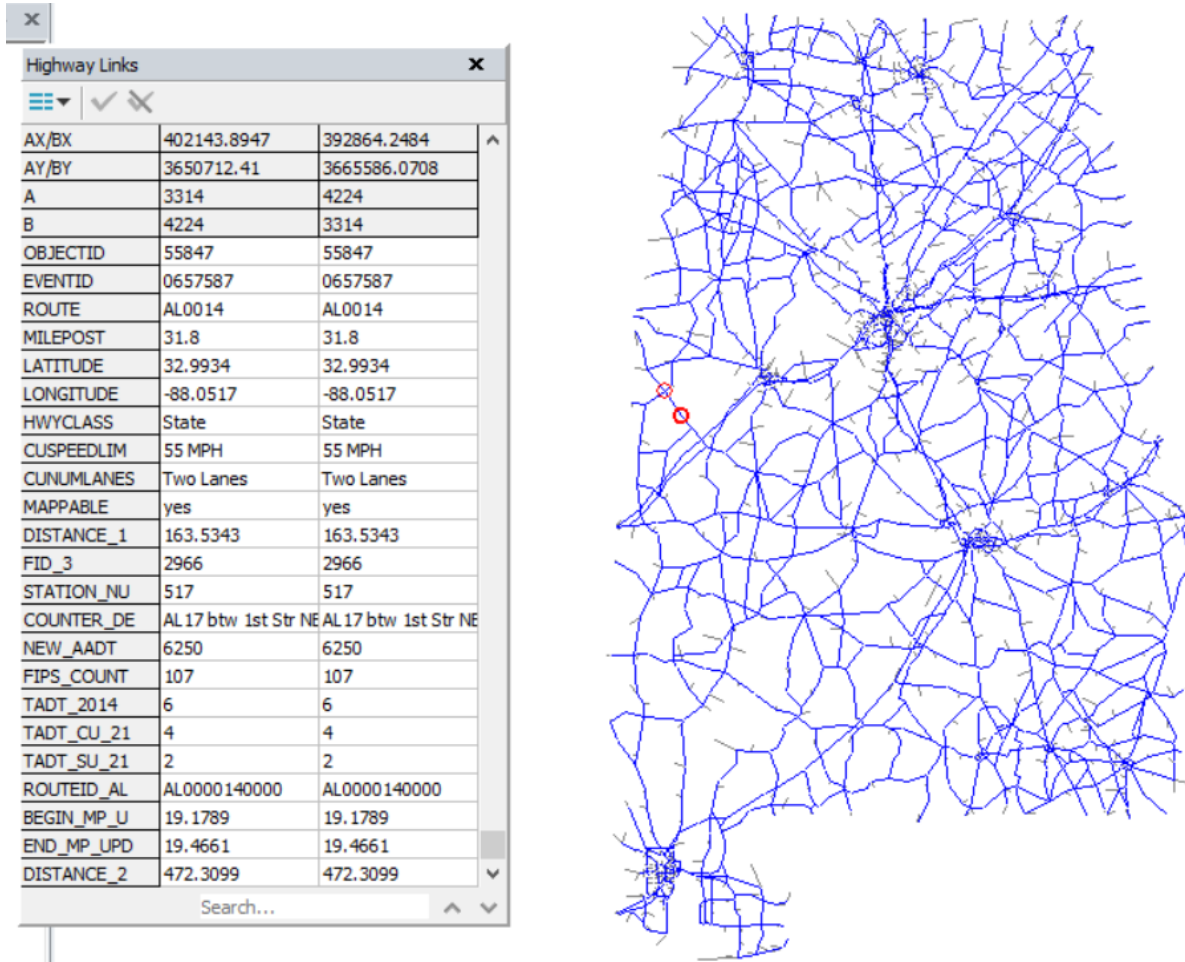 Highway Links
AX/BX 402143.8947 392864.2484
AY/BY 3650712.41 3665586.0708
A 3314 4224
B 4224 3314
OBJECTID 55847 55847
EVENTID 0657587 0657587
ROUTE AL0014 AL0014
MILEPOST 31.8 31.8
LATITUDE 32.9934 32.9934
LONGITUDE -88.0517 -88.0517
HWYCLASS State State
CUSPEEDLIM 55 MPH 55 MPH
CUNUMLANES Two Lanes Two Lanes
MAPPABLE yes yes
DISTANCE_1 163.5343 163.5343
FID_3 2966 2966
STATION_NU 517 517
COUNTER_DE AL17 btw 1st Str NE AL17 btw 1st Str NE
NEW_AADT 6250 6250
FIPS_COUNT 107 107
TADT_2014 6 6
TADT_CU_21 4 4
TADT_SU_21 2 2
ROUTEID_AL AL0000140000 AL0000140000
BEGIN_MP_U 19.1789 19.1789
END_MP_UPD 19.4661 19.4661
DISTANCE_2 472.3099 472.3099
Search...